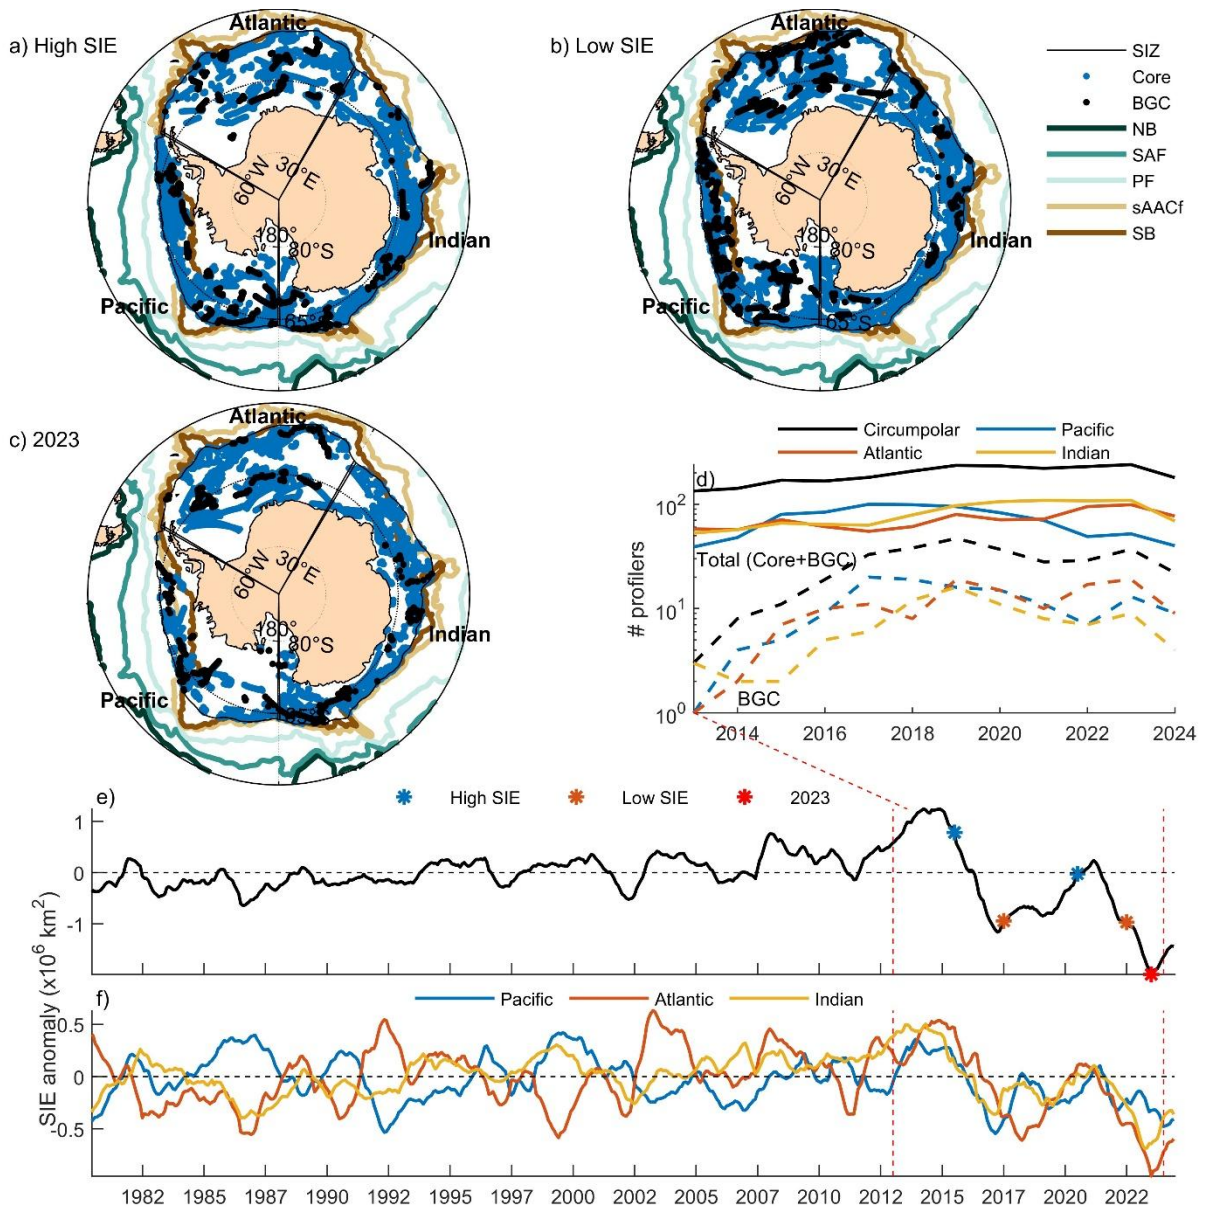 a) High SIE
Atlantic
60°W
30°E
180°
80°S
65°S
Indian
Pacific
b) Low SIE
Atlantic
60°W
30°E
180°
80°S
65°S
Indian
Pacific
SIZ
Core
BGC
NB
SAF
PF
sAACf
SB
c) 2023
Atlantic
60°W
30°E
180°
80°S
Indian
Pacific
Circumpolar
Pacific
Atlantic
Indian
d)
# profilers
10²
10¹
10⁰
Total (Core+BGC)
BGC
2014 2016 2018 2020 2022 2024
e)
High SIE Low SIE 2023
1
0
-1
SIE anomaly (x10⁶ km²)
f)
Pacific Atlantic Indian
0.5
0
-0.5
1982 1985 1987 1990 1992 1995 1997 2000 2002 2005 2007 2010 2012 2015 2017 2020 2022